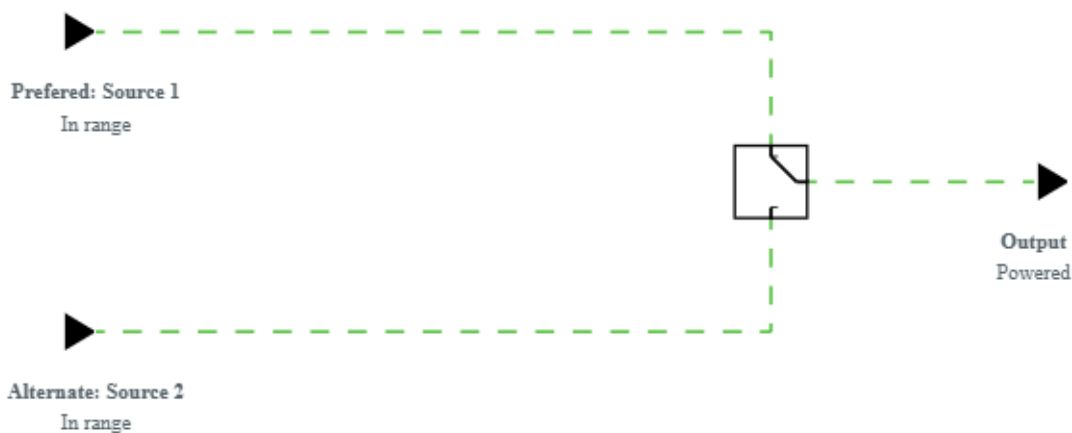 Prefered: Source 1
In range
Output
Powered
Alternate: Source 2
In range